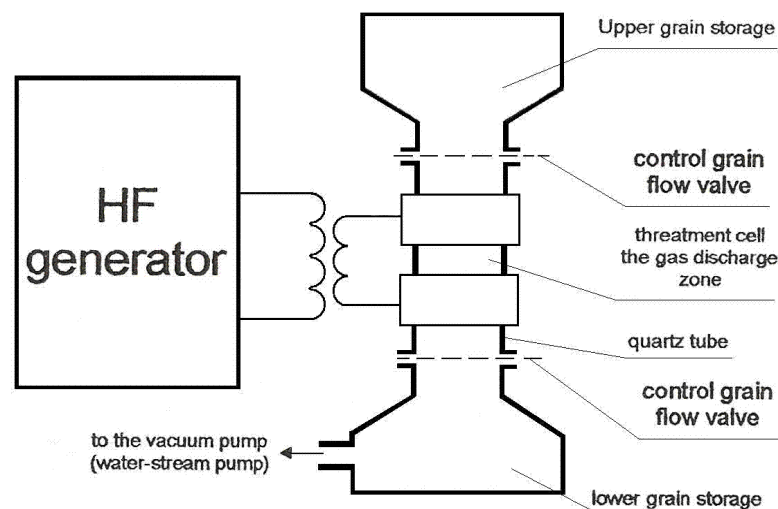 Upper grain storage
HF
generator
control grain
flow valve
threatment cell
the gas discharge
zone
quartz tube
control grain
flow valve
to the vacuum pump
(water-stream pump)
lower grain storage